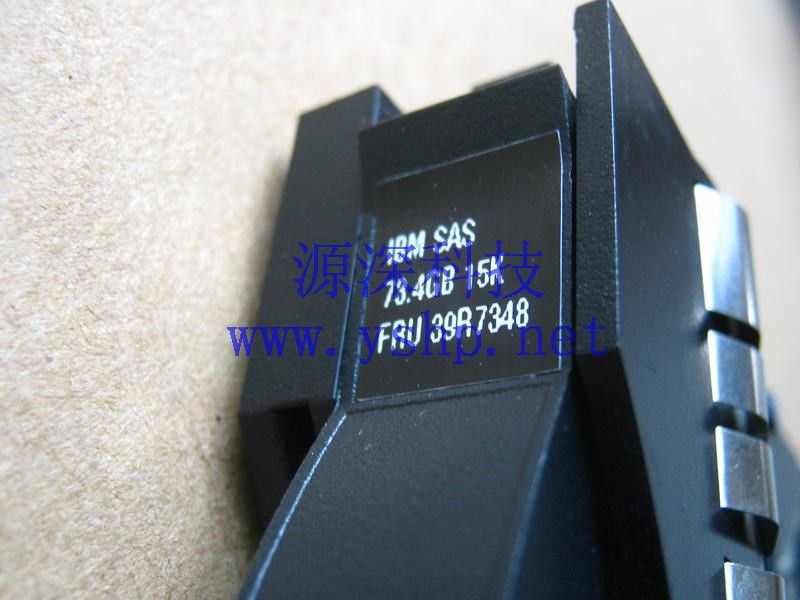 IBM SAS
源深科技
73.4GB 15K
FRU 39R7348
www.yshp.net